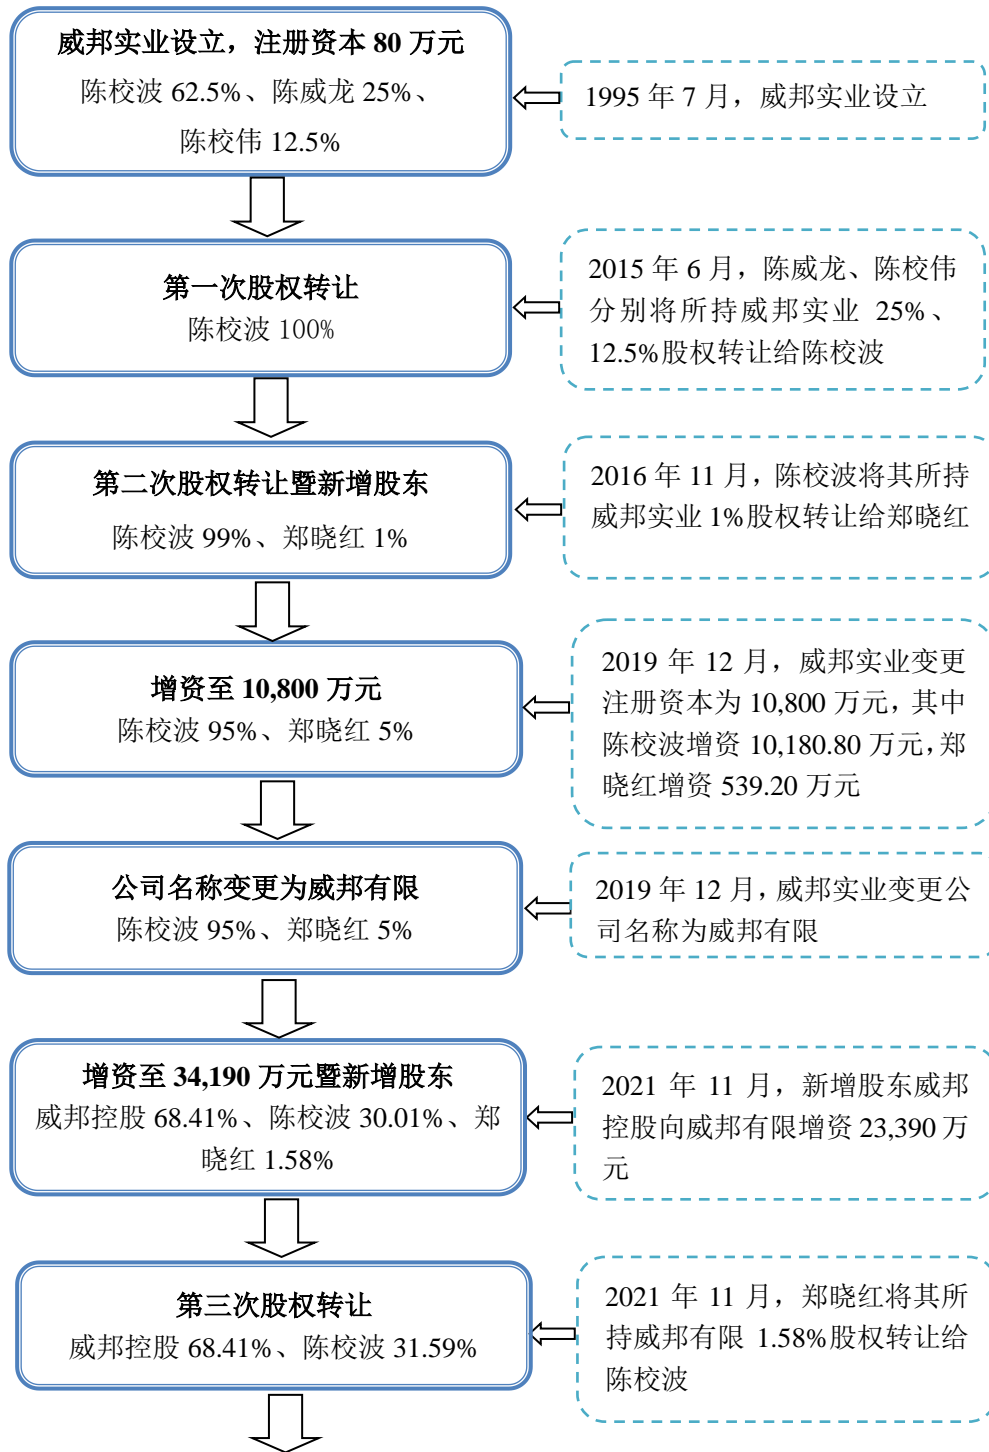 威邦实业设立，注册资本 80 万元
陈校波 62.5%、陈威龙 25%、
陈校伟 12.5%
1995 年 7 月，威邦实业设立
第一次股权转让
陈校波 100%
2015 年 6 月，陈威龙、陈校伟
分别将所持威邦实业 25%、
12.5%股权转让给陈校波
第二次股权转让暨新增股东
陈校波 99%、郑晓红 1%
2016 年 11 月，陈校波将其所持
威邦实业 1%股权转让给郑晓红
增资至 10,800 万元
陈校波 95%、郑晓红 5%
2019 年 12 月，威邦实业变更
注册资本为 10,800 万元，其中
陈校波增资 10,180.80 万元，郑
晓红增资 539.20 万元
公司名称变更为威邦有限
陈校波 95%、郑晓红 5%
2019 年 12 月，威邦实业变更公
司名称为威邦有限
增资至 34,190 万元暨新增股东
威邦控股 68.41%、陈校波 30.01%、郑
晓红 1.58%
2021 年 11 月，新增股东威邦
控股向威邦有限增资 23,390 万
元
第三次股权转让
威邦控股 68.41%、陈校波 31.59%
2021 年 11 月，郑晓红将其所
持威邦有限 1.58%股权转让给
陈校波